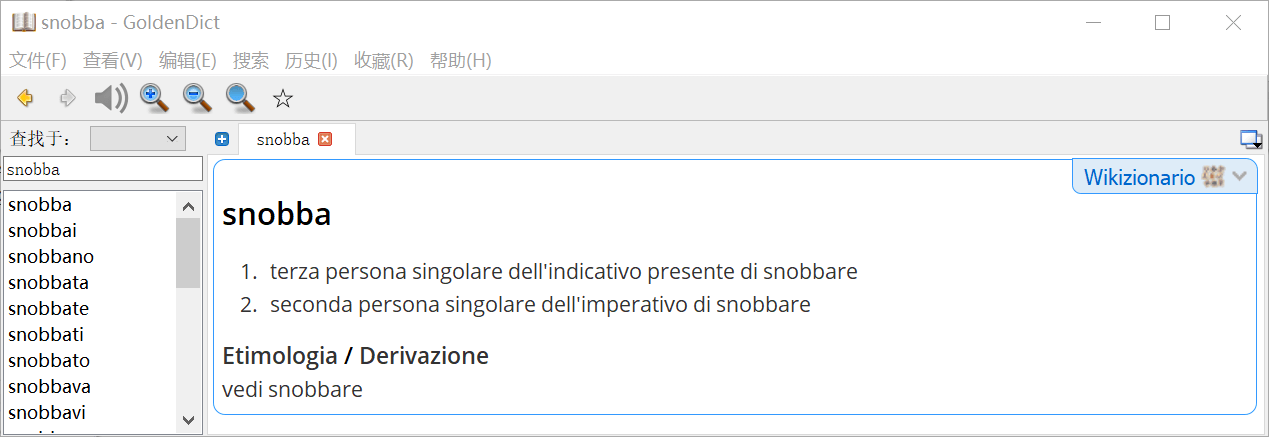 snobba - GoldenDict
文件(F) 查看(V) 编辑(E) 搜索 历史(I) 收藏(R) 帮助(H)
查找于:
snobba
snobba
snobba
snobbai
snobbano
snobbata
snobbate
snobbati
snobbato
snobbava
snobbavi
Wikizionario
snobba
1. terza persona singolare dell'indicativo presente di snobbare
2. seconda persona singolare dell'imperativo di snobbare
Etimologia / Derivazione
vedi snobbare